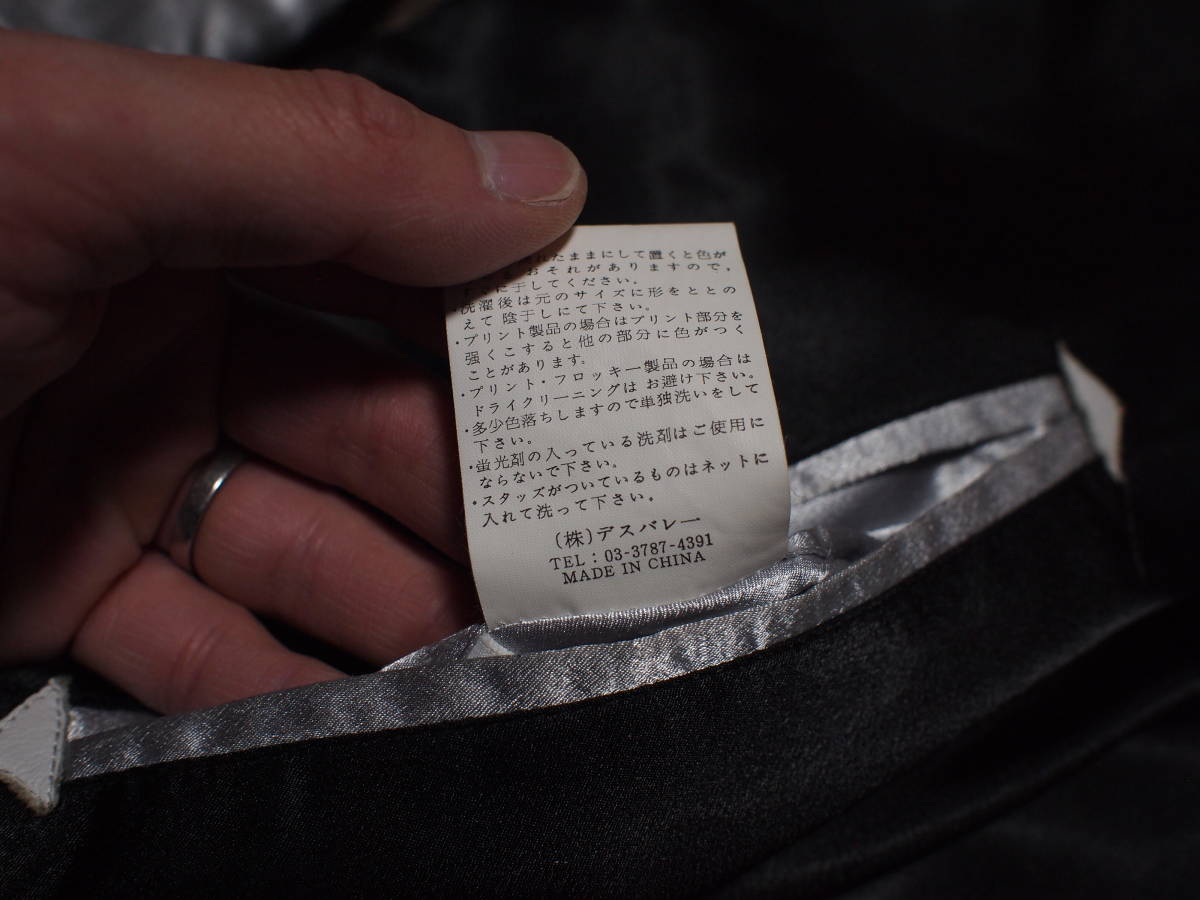 れたままにして置くと色が
おそれがありますので,
に干してください。
・洗濯後は元のサイズに形をととの
えて 陰干しにて下さい。
・プリント製品の場合はプリント部分を
強くこすると他の部分に色がつく
ことがあります。
・プリント・フロッキー製品の場合は
ドライクリーニングは お避け下さい。
・多少色落ちしますので単独洗いをして
下さい。
・蛍光剤の入っている洗剤はご使用に
ならないで下さい。
・スタッズがついているものはネットに
入れて洗って下さい。
(株)デスバレー
TEL : 03-3787-4391
MADE IN CHINA